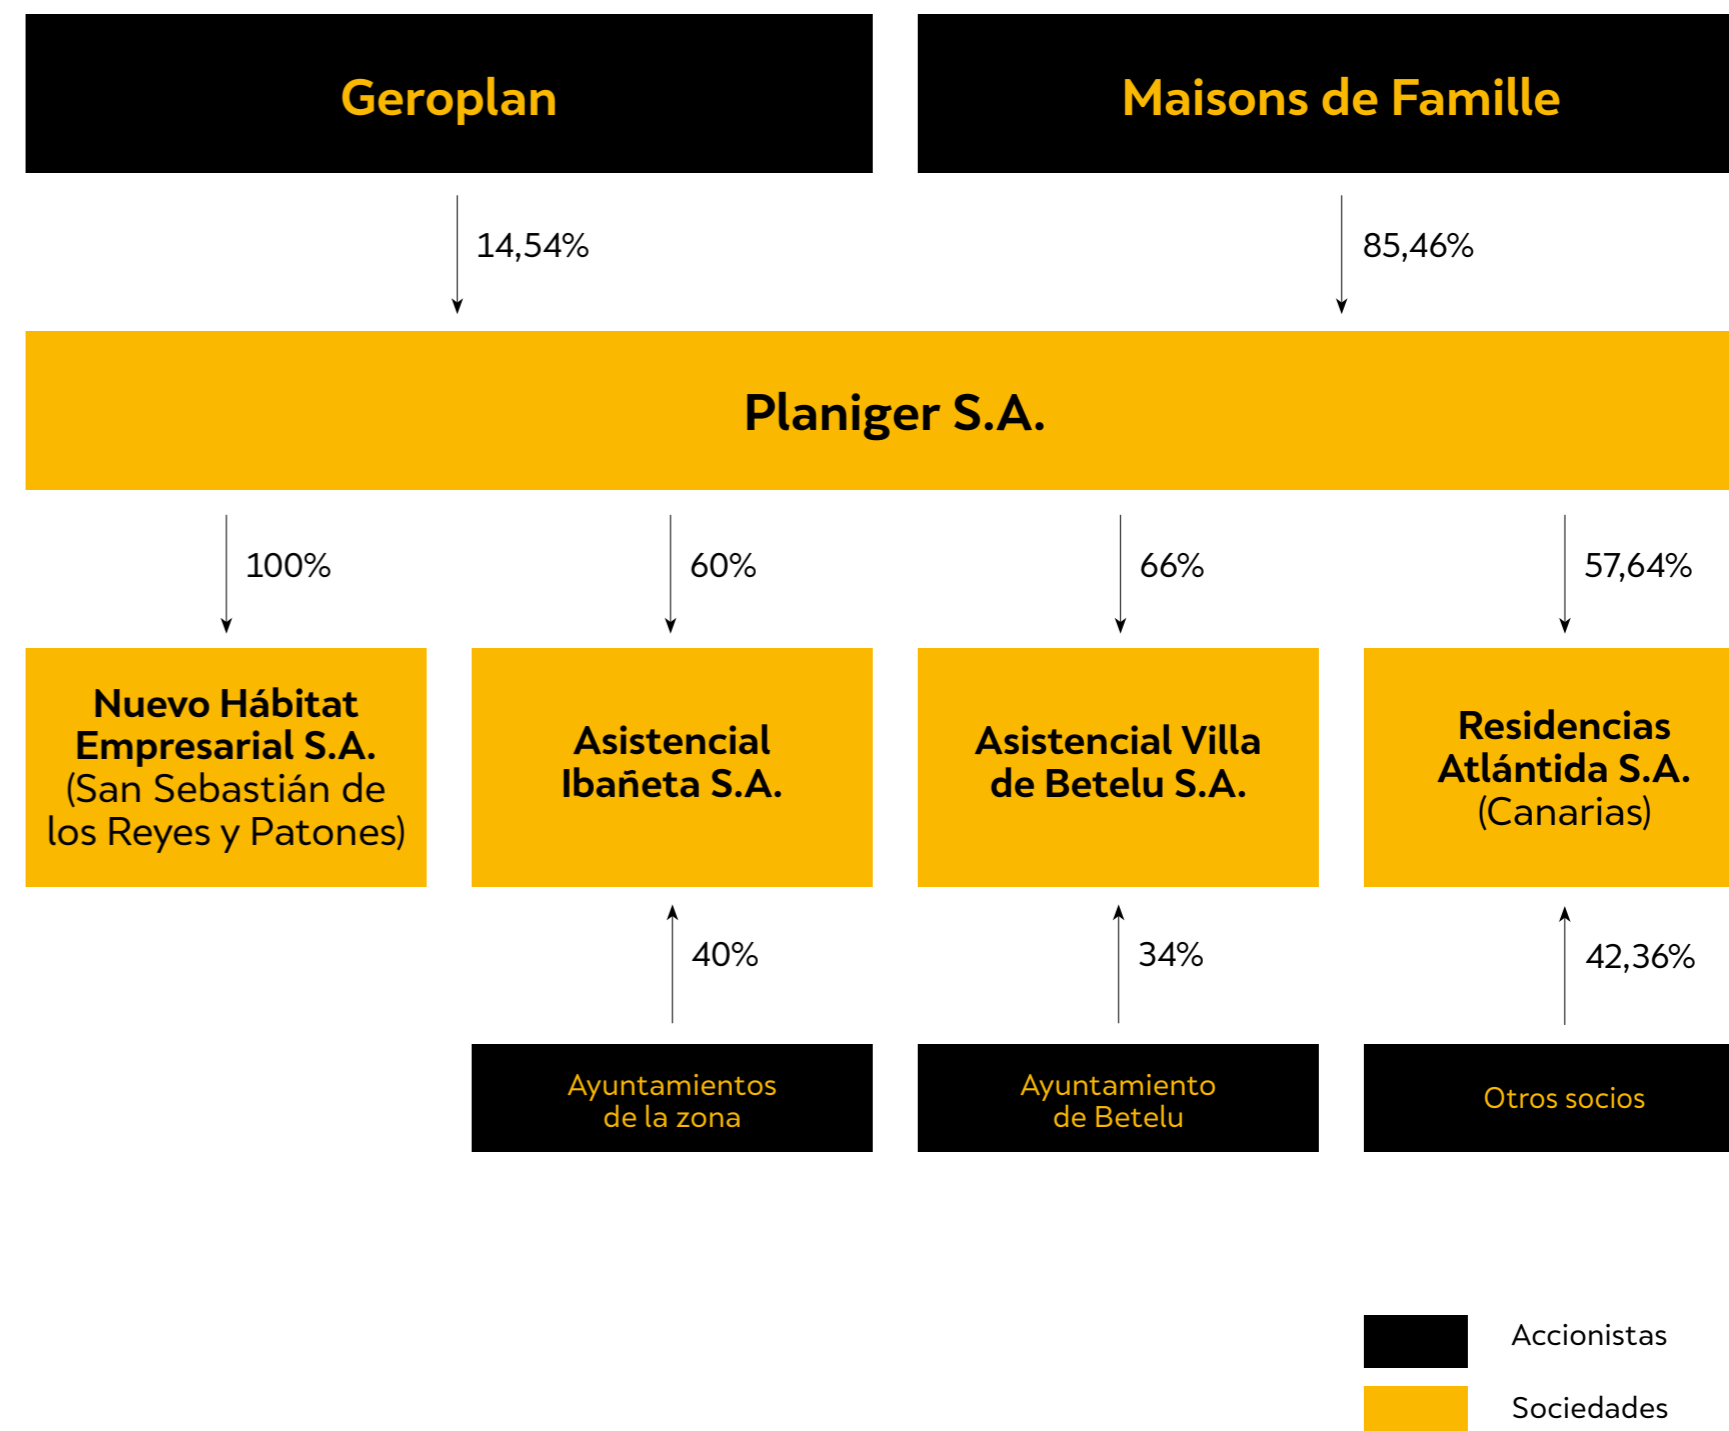 Geroplan
Maisons de Famille
14,54%
85,46%
Planiger S.A.
100%
60%
66%
57,64%
Nuevo Hábitat
Empresarial S.A.
(San Sebastián de
los Reyes y Patones)
Asistencial
Ibañeta S.A.
Asistencial Villa
de Betelu S.A.
Residencias
Atlántida S.A.
(Canarias)
40%
34%
42,36%
Ayuntamientos
de la zona
Ayuntamiento
de Betelu
Otros socios
Accionistas
Sociedades